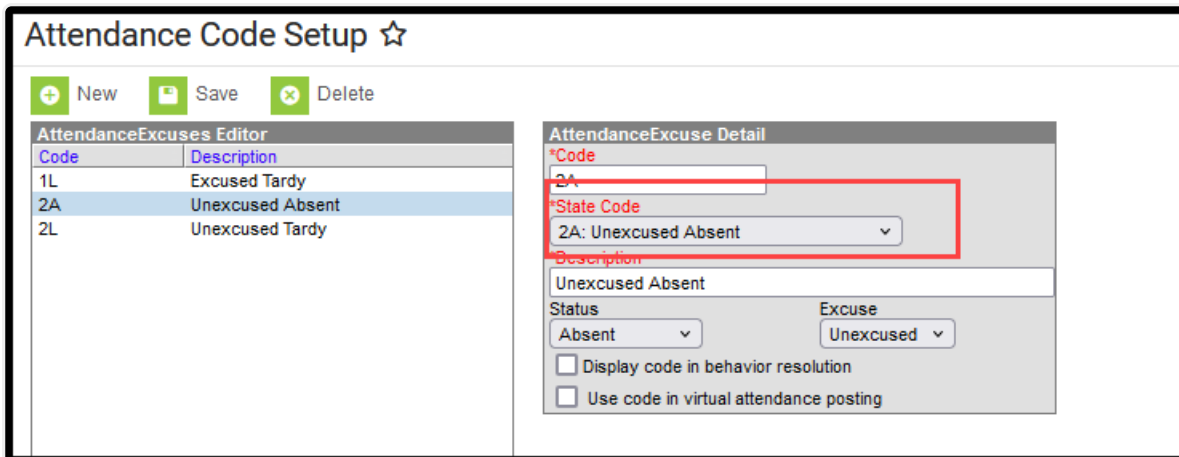 Attendance Code Setup
New Save Delete
AttendanceExcuses Editor
Code Description
1L Excused Tardy
2A Unexcused Absent
2L Unexcused Tardy
AttendanceExcuse Detail
*Code
2A
*State Code
2A: Unexcused Absent
*Description
Unexcused Absent
Status Excuse
Absent Unexcused
Display code in behavior resolution
Use code in virtual attendance posting